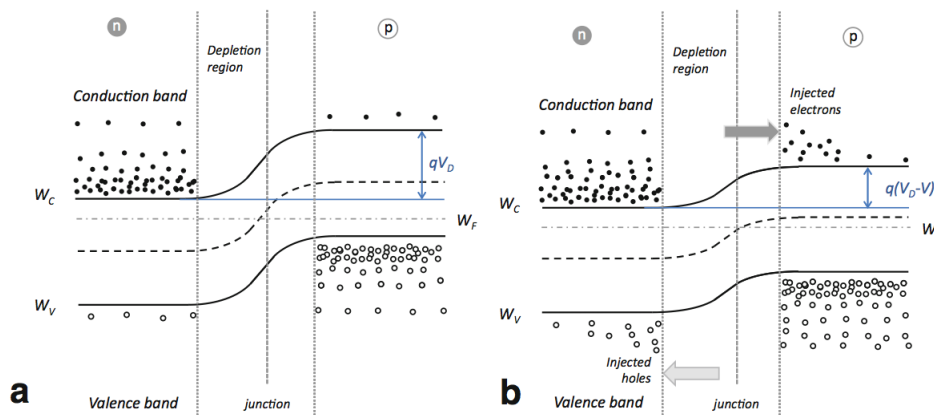 n
Depletion
region
p
Conduction band
qV_D
W_C
W_F
W_V
a
Valence band
junction
n
Depletion
region
p
Injected
electrons
Conduction band
q(V_D-V)
W_C
W
W_V
Injected
holes
b
Valence band
junction